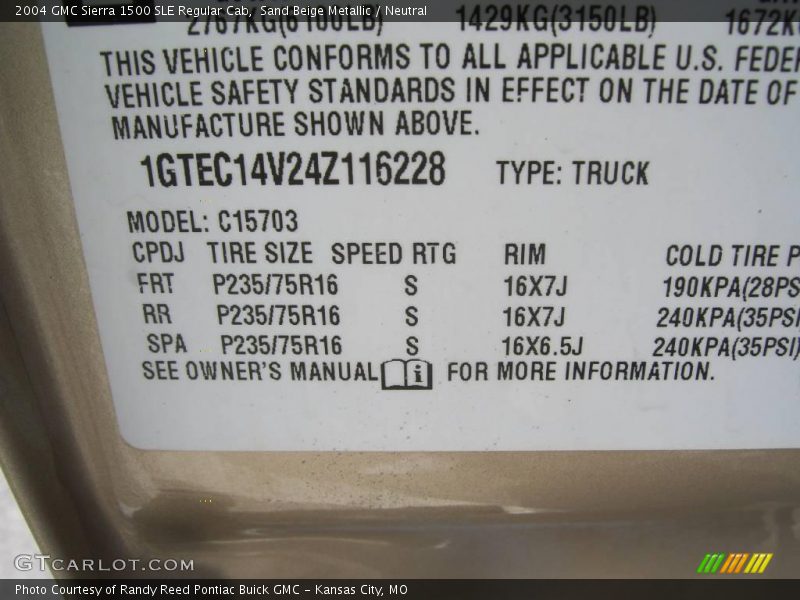 2004 GMC Sierra 1500 SLE Regular Cab, Sand Beige Metallic / Neutral
2767KG(6100LB) 1429KG(3150LB)
THIS VEHICLE CONFORMS TO ALL APPLICABLE U.S.
VEHICLE SAFETY STANDARDS IN EFFECT ON THE DATE OF
MANUFACTURE SHOWN ABOVE.
1GTEC14V24Z116228 TYPE: TRUCK
MODEL: C15703
CPDJ TIRE SIZE SPEED RTG RIM COLD TIRE
FRT P235/75R16 S 16X7J 190KPA(28PS
RR P235/75R16 S 16X7J 240KPA(35PSI
SPA P235/75R16 S 16X6.5J 240KPA(35PSI)
SEE OWNER'S MANUAL i FOR MORE INFORMATION.
GTCARLOT.COM
Photo Courtesy of Randy Reed Pontiac Buick GMC - Kansas City, MO